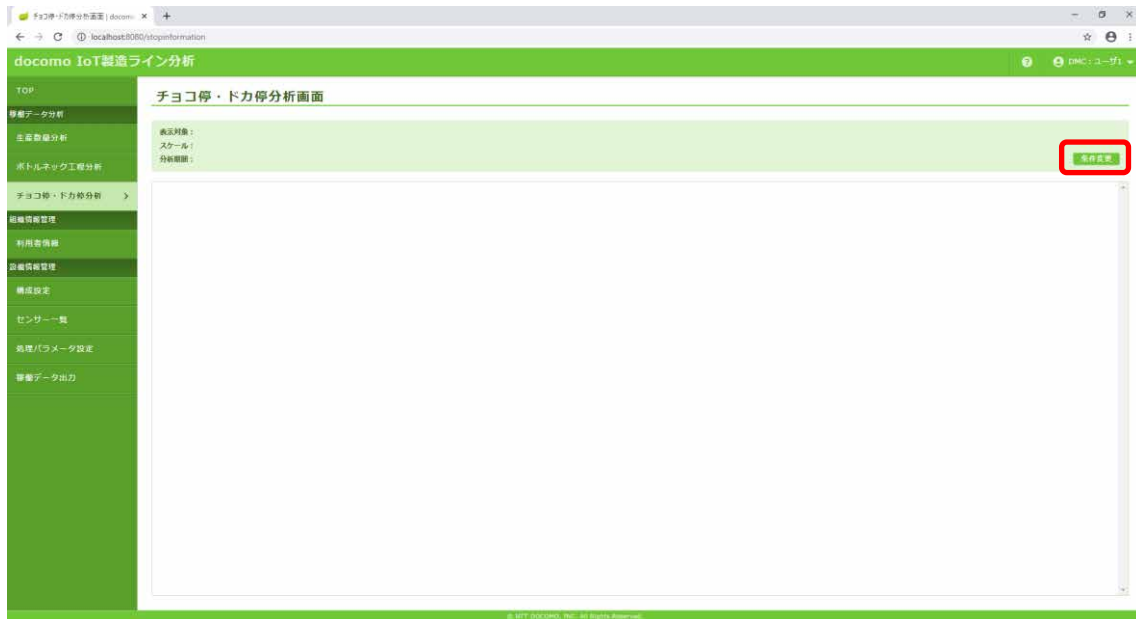 チョコ停・ドカ停分析画面 | docom
localhost:8080/stopinformation
docomo IoT製造ライン分析
DMC：ユーザ1
TOP
チョコ停・ドカ停分析画面
稼働データ分析
生産数量分析
表示対象：
スケール：
分析期間：
条件変更
ボトルネック工程分析
チョコ停・ドカ停分析
組織情報管理
利用者情報
設備情報管理
構成設定
センサー一覧
処理パラメータ設定
稼働データ出力
© NTT DOCOMO, INC. All Rights Reserved.